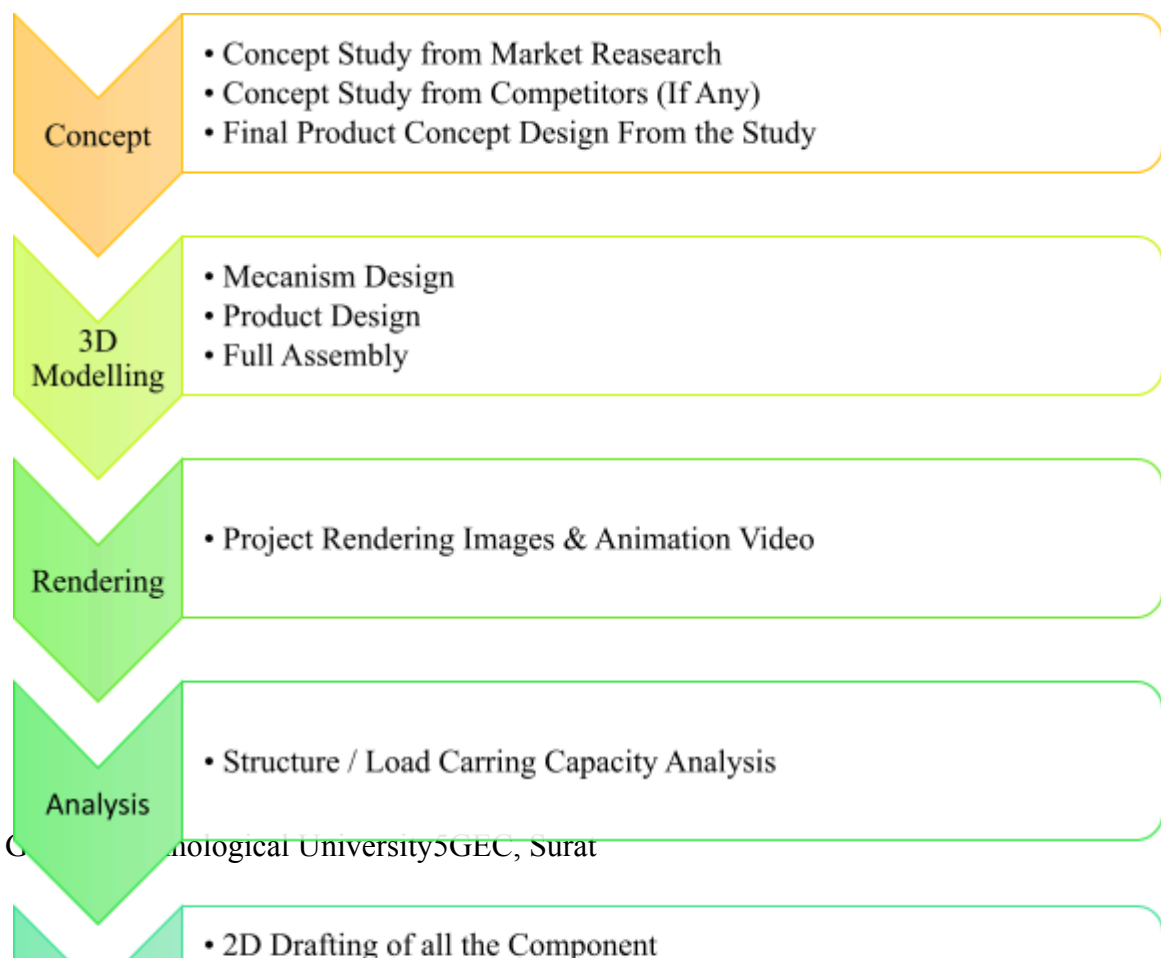 Concept
• Concept Study from Market Reasearch
• Concept Study from Competitors (If Any)
• Final Product Concept Design From the Study
3D
Modelling
• Mecanism Design
• Product Design
• Full Assembly
Rendering
• Project Rendering Images & Animation Video
Analysis
• Structure / Load Carring Capacity Analysis
University5GEC, Surat
• 2D Drafting of all the Component